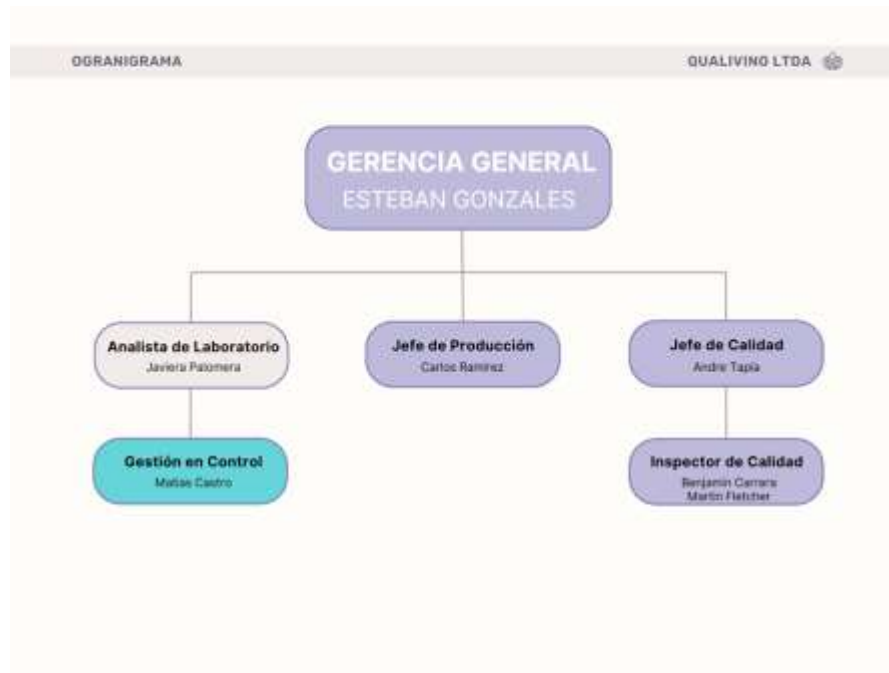 OGRANIGRAMA
QUALIVINO LTDA
GERENCIA GENERAL
ESTEBAN GONZALES
Analista de Laboratorio
Javiera Palomera
Jefe de Producción
Carlos Ramirez
Jefe de Calidad
Andre Tapia
Gestión en Control
Matias Castro
Inspector de Calidad
Benjamin Carrera
Martin Fletcher